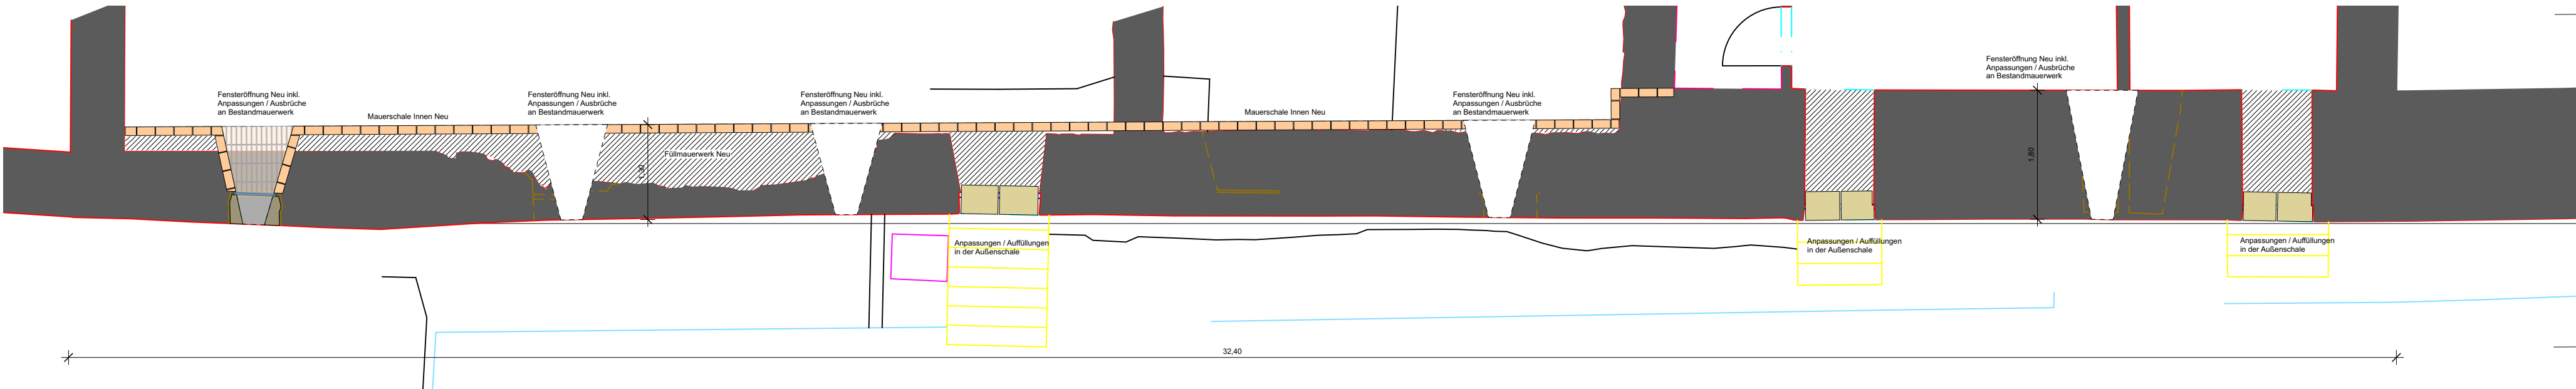 Fensteröffnung Neu inkl.
Anpassungen / Ausbrüche
an Bestandmauerwerk
Mauerschale Innen Neu
Fensteröffnung Neu inkl.
Anpassungen / Ausbrüche
an Bestandmauerwerk
Füllmauerwerk Neu
1,30
Fensteröffnung Neu inkl.
Anpassungen / Ausbrüche
an Bestandmauerwerk
Anpassungen / Auffüllungen
in der Außenschale
Mauerschale Innen Neu
Fensteröffnung Neu inkl.
Anpassungen / Ausbrüche
an Bestandmauerwerk
Anpassungen / Auffüllungen
in der Außenschale
Fensteröffnung Neu inkl.
Anpassungen / Ausbrüche
an Bestandmauerwerk
1,80
Anpassungen / Auffüllungen
in der Außenschale
32,40